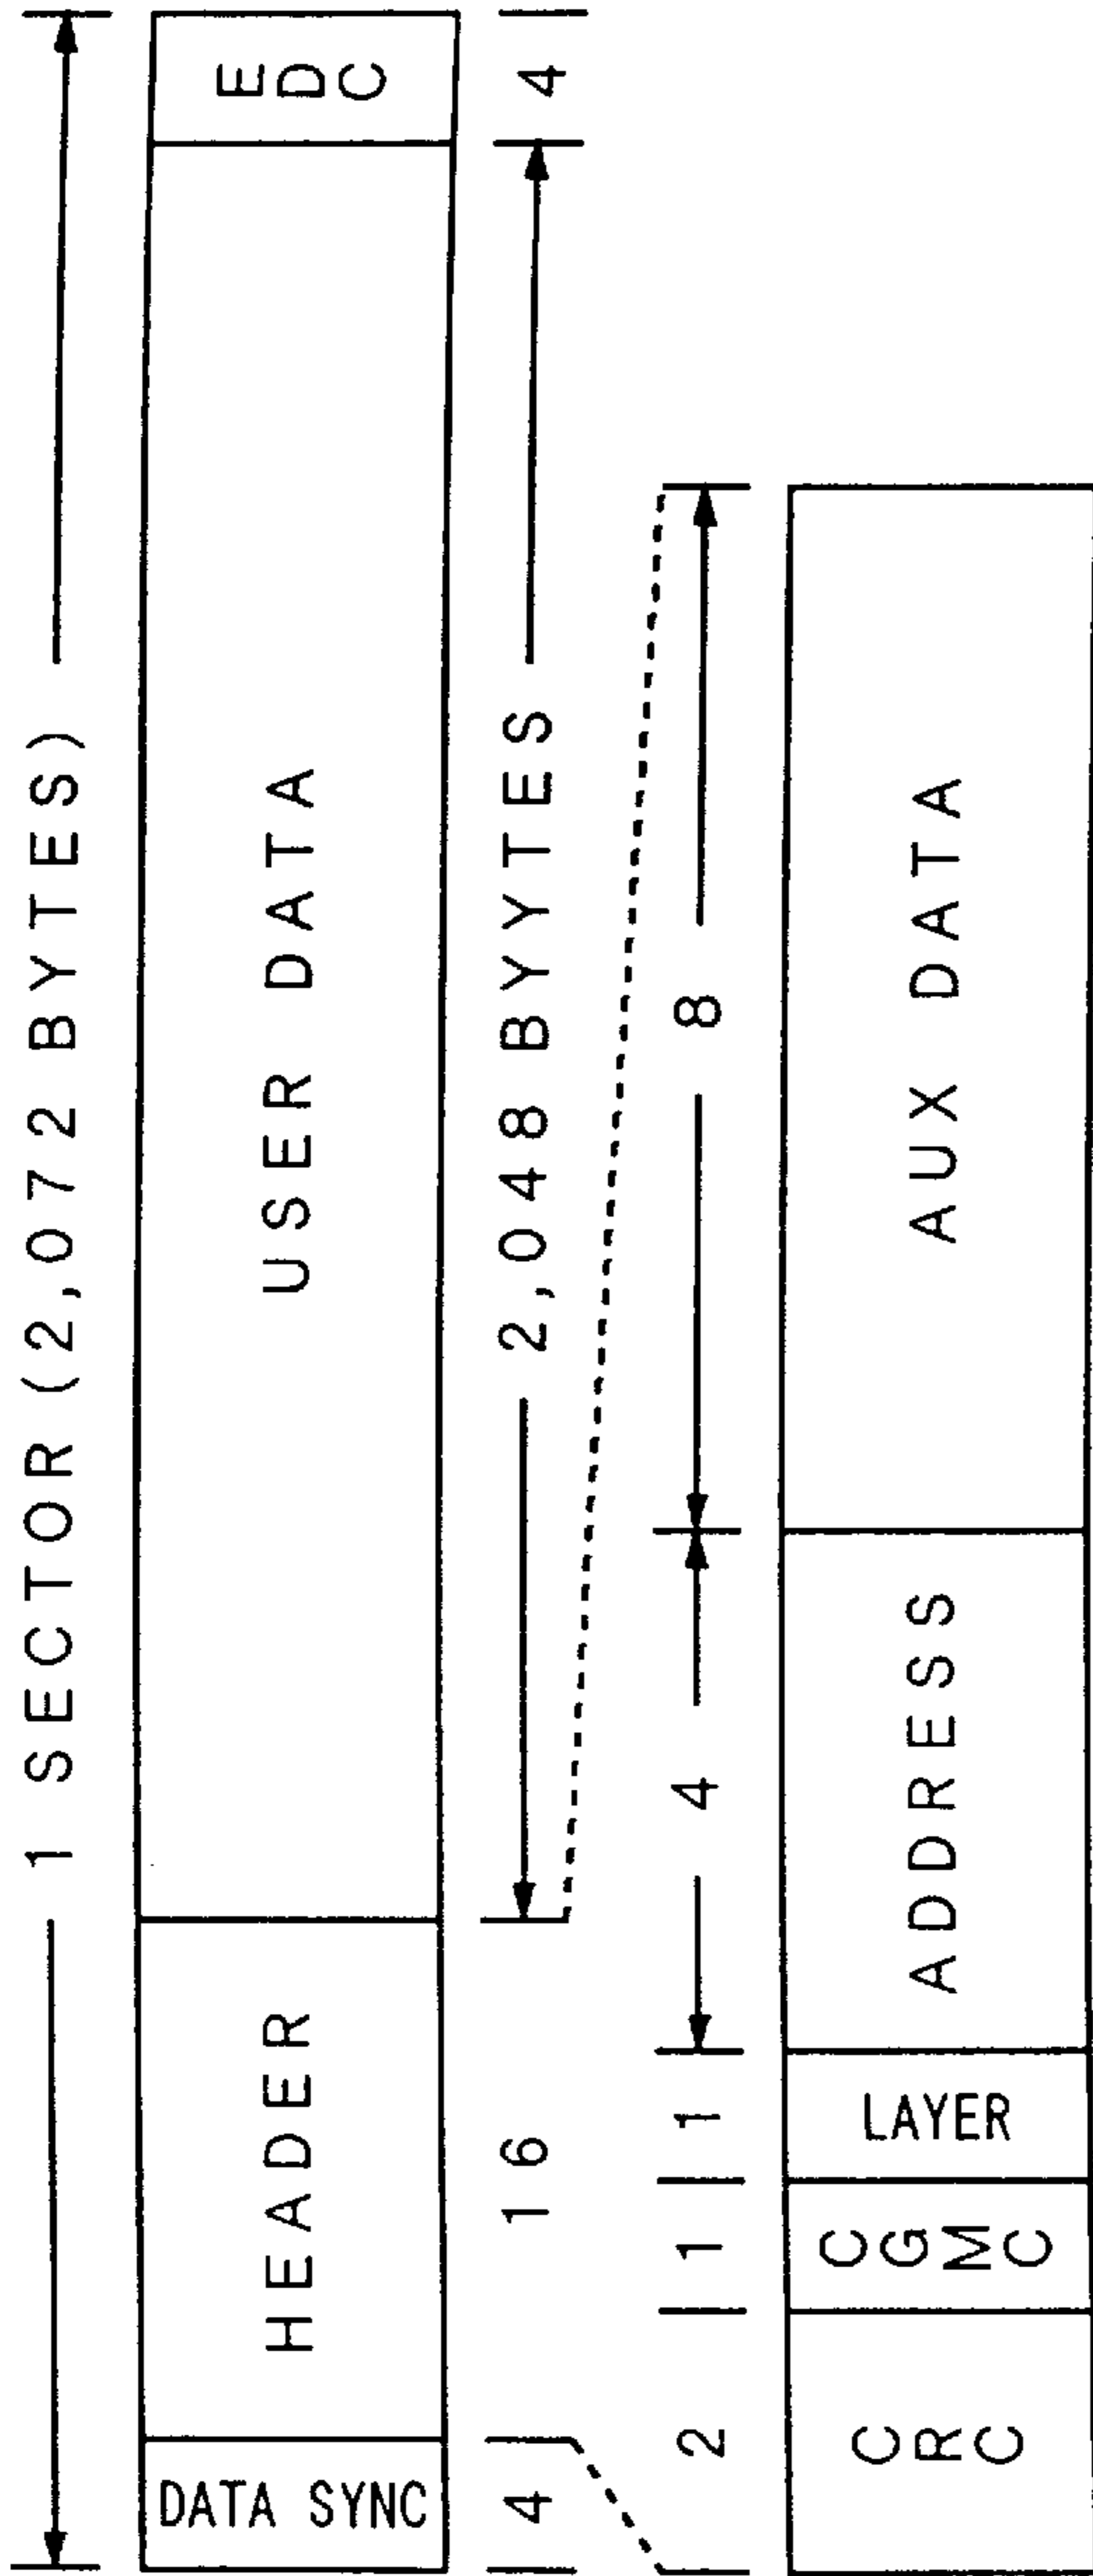 1 SECTOR (2,072 BYTES)
DATA SYNC HEADER USER DATA EDC
4 16 2,048 BYYTES 4
2 1 1 4 8
CRC CGMC LAYER ADDRESS AUX DATA